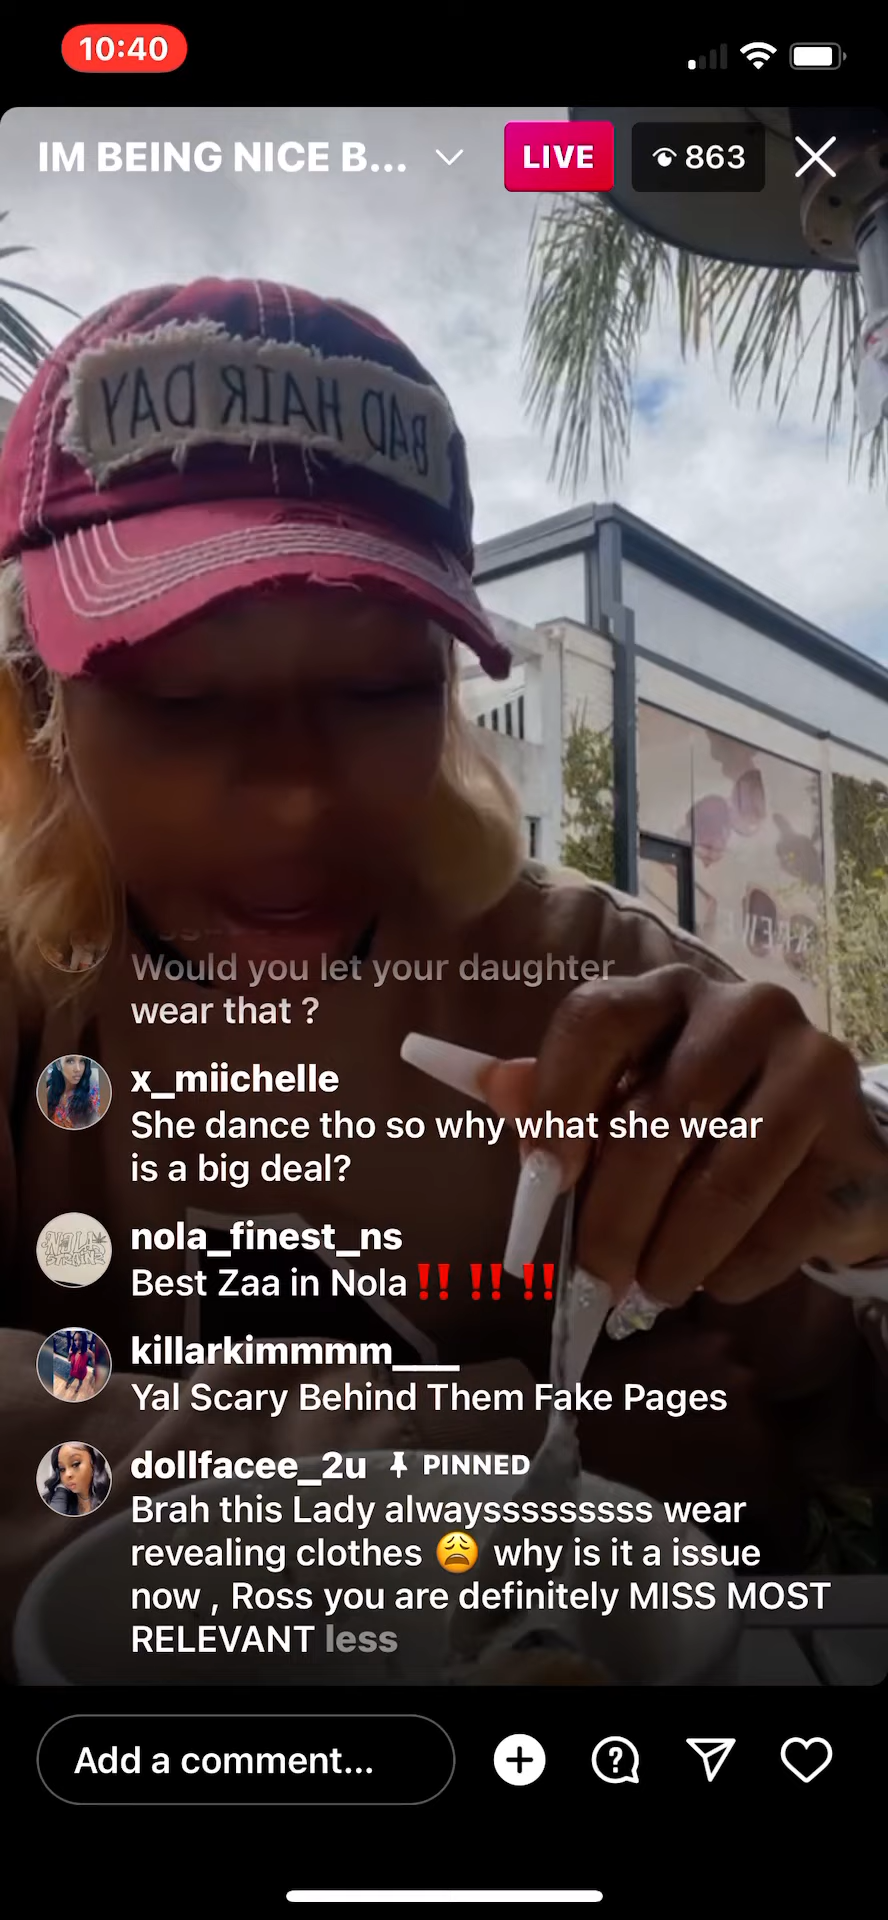 10:40
IM BEING NICE B...
LIVE
863
BAD HAIR DAY
Would you let your daughter
wear that ?
x_miichelle
She dance tho so why what she wear
is a big deal?
nola_finest_ns
Best Zaa in Nola‼️ ‼️ ‼️
killarkimmmm___
Yal Scary Behind Them Fake Pages
dollfacee_2u PINNED
Brah this Lady alwaysssssssss wear
revealing clothes 😩 why is it a issue
now , Ross you are definitely MISS MOST
RELEVANT less
Add a comment...